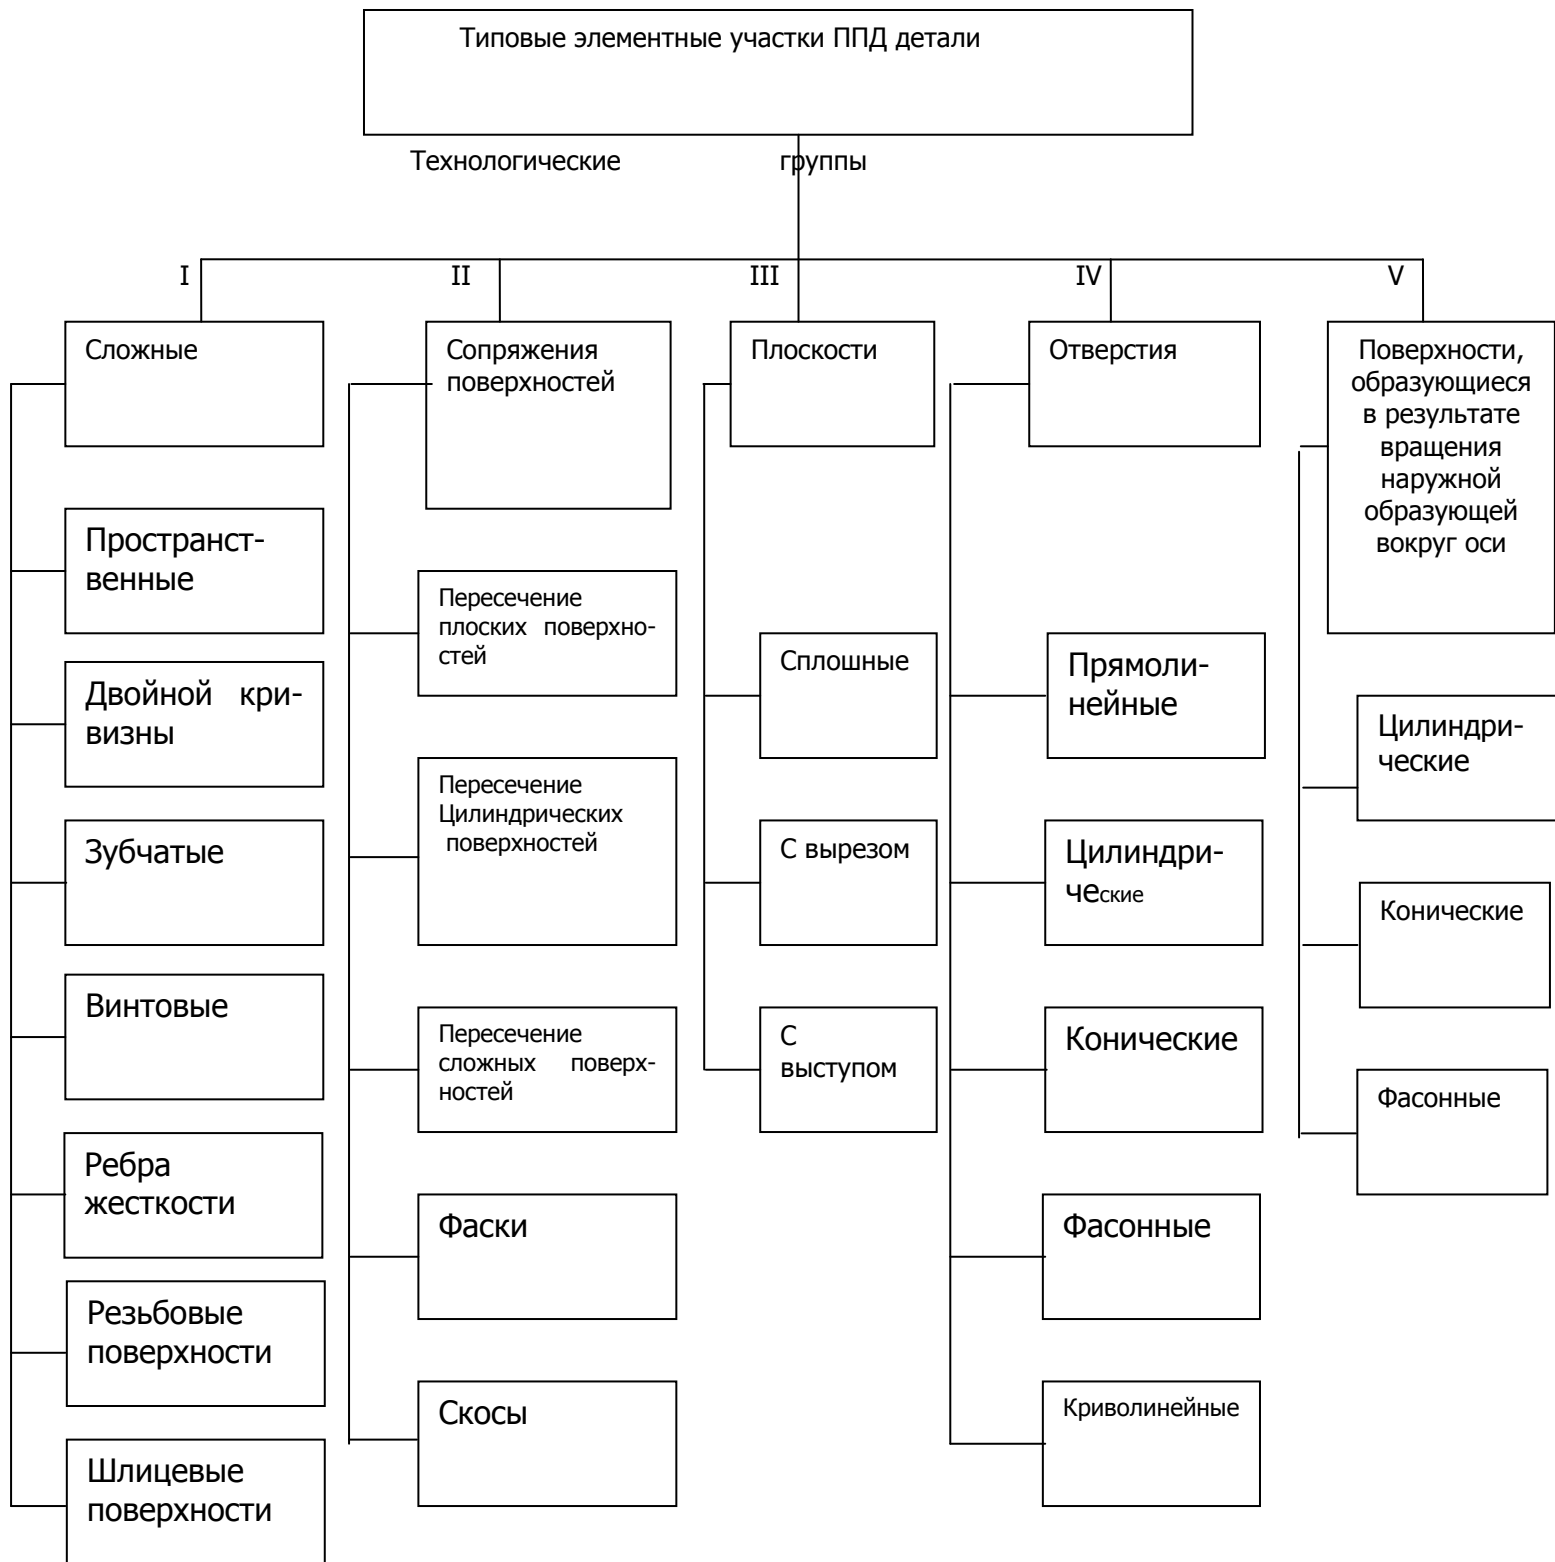 Типовые элементные участки ППД детали
Технологические группы
I
II
III
IV
V
Сложные
Пространст-
венные
Двойной кри-
визны
Зубчатые
Винтовые
Ребра
жесткости
Резьбовые
поверхности
Шлицевые
поверхности
Сопряжения
поверхностей
Пересечение
плоских поверхно-
стей
Пересечение
Цилиндрических
поверхностей
Пересечение
сложных поверх-
ностей
Фаски
Скосы
Плоскости
Сплошные
С вырезом
С
выступом
Отверстия
Прямоли-
нейные
Цилиндри-
ческие
Конические
Фасонные
Криволинейные
Поверхности,
образующиеся
в результате
вращения
наружной
образующей
вокруг оси
Цилиндри-
ческие
Конические
Фасонные